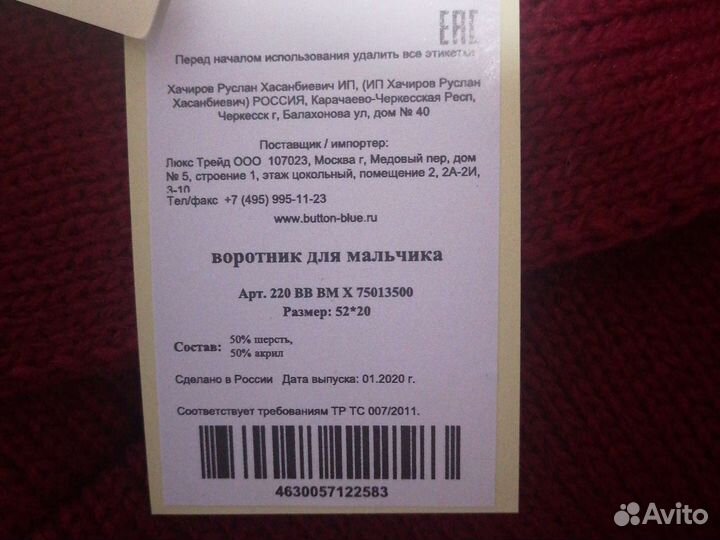 EAC
Перед началом использования удалить все этикетки
Хачиров Руслан Хасанбиевич ИП, (ИП Хачиров Руслан
Хасанбиевич) РОССИЯ, Карачаево-Черкесская Респ,
Черкесск г, Балахонова ул, дом № 40
Поставщик / импортер:
Люкс Трейд ООО 107023, Москва г, Медовый пер, дом
№ 5, строение 1, этаж цокольный, помещение 2, 2А-2И,
3-10
Тел/факс +7 (495) 995-11-23
www.button-blue.ru
воротник для мальчика
Арт. 220 BB BM X 75013500
Размер: 52*20
Состав: 50% шерсть,
50% акрил
Сделано в России Дата выпуска: 01.2020 г.
Соответствует требованиям ТР ТС 007/2011.
4630057122583
Avito